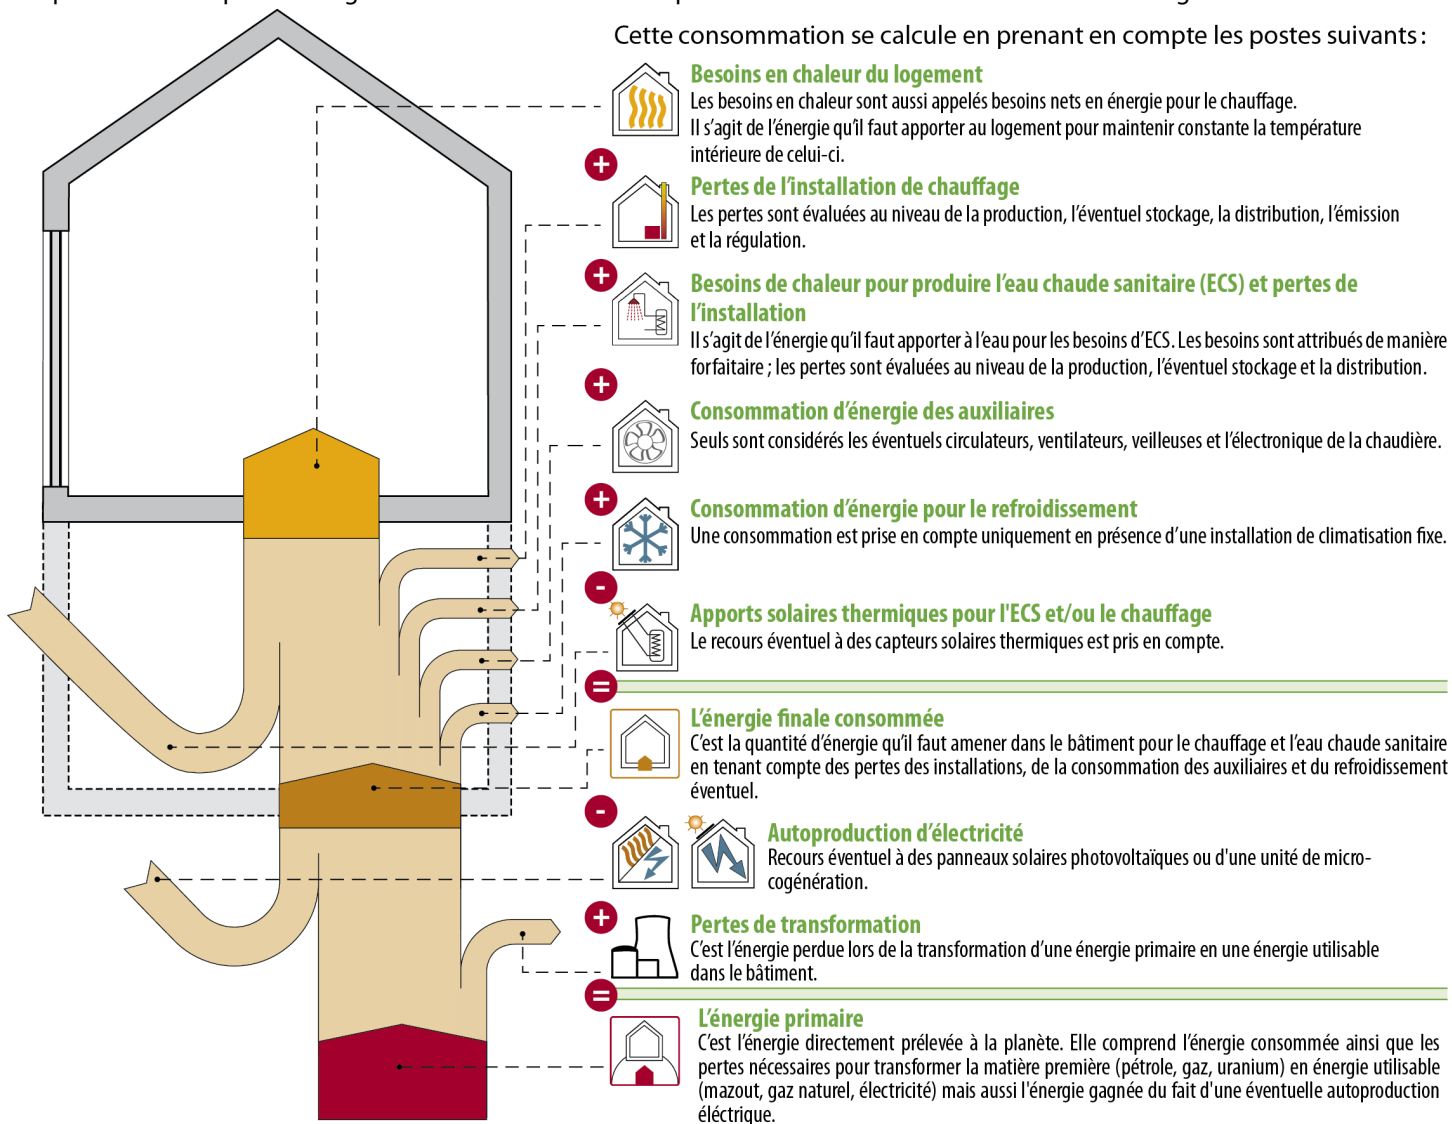 Cette consommation se calcule en prenant en compte les postes suivants :
Besoins en chaleur du logement
Les besoins en chaleur sont aussi appelés besoins nets en énergie pour le chauffage.
Il s’agit de l’énergie qu’il faut apporter au logement pour maintenir constante la température
intérieure de celui-ci.
+
Pertes de l’installation de chauffage
Les pertes sont évaluées au niveau de la production, l’éventuel stockage, la distribution, l’émission
et la régulation.
+
Besoins de chaleur pour produire l’eau chaude sanitaire (ECS) et pertes de
l’installation
Il s’agit de l’énergie qu’il faut apporter à l’eau pour les besoins d’ECS. Les besoins sont attribués de manière
forfaitaire ; les pertes sont évaluées au niveau de la production, l’éventuel stockage et la distribution.
+
Consommation d’énergie des auxiliaires
Seuls sont considérés les éventuels circulateurs, ventilateurs, veilleuses et l’électronique de la chaudière.
+
Consommation d’énergie pour le refroidissement
Une consommation est prise en compte uniquement en présence d’une installation de climatisation fixe.
-
Apports solaires thermiques pour l'ECS et/ou le chauffage
Le recours éventuel à des capteurs solaires thermiques est pris en compte.
=
L’énergie finale consommée
C’est la quantité d’énergie qu’il faut amener dans le bâtiment pour le chauffage et l’eau chaude sanitaire
en tenant compte des pertes des installations, de la consommation des auxiliaires et du refroidissement
éventuel.
-
Autoproduction d’électricité
Recours éventuel à des panneaux solaires photovoltaïques ou d'une unité de micro-
cogénération.
+
Pertes de transformation
C’est l’énergie perdue lors de la transformation d’une énergie primaire en une énergie utilisable
dans le bâtiment.
=
L’énergie primaire
C’est l’énergie directement prélevée à la planète. Elle comprend l’énergie consommée ainsi que les
pertes nécessaires pour transformer la matière première (pétrole, gaz, uranium) en énergie utilisable
(mazout, gaz naturel, électricité) mais aussi l'énergie gagnée du fait d'une éventuelle autoproduction
éléctrique.